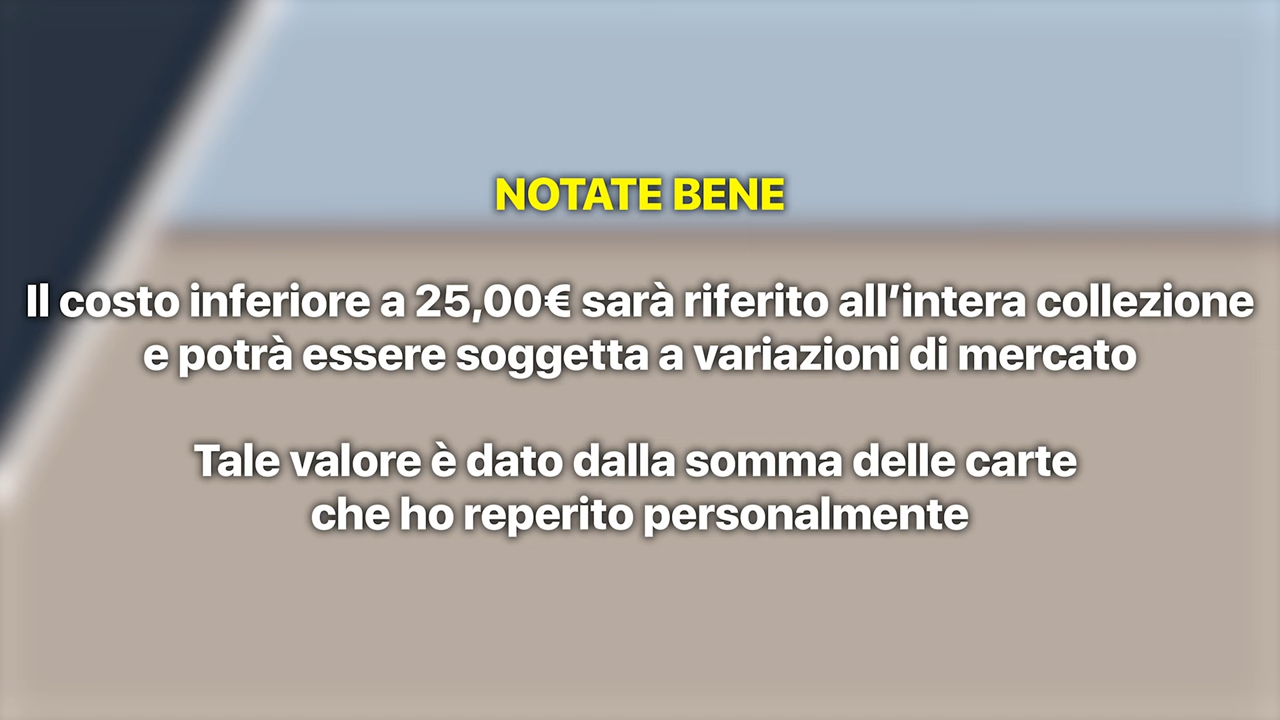 NOTATE BENE
Il costo inferiore a 25,00€ sarà riferito all’intera collezione
e potrà essere soggetta a variazioni di mercato
Tale valore è dato dalla somma delle carte
che ho reperito personalmente